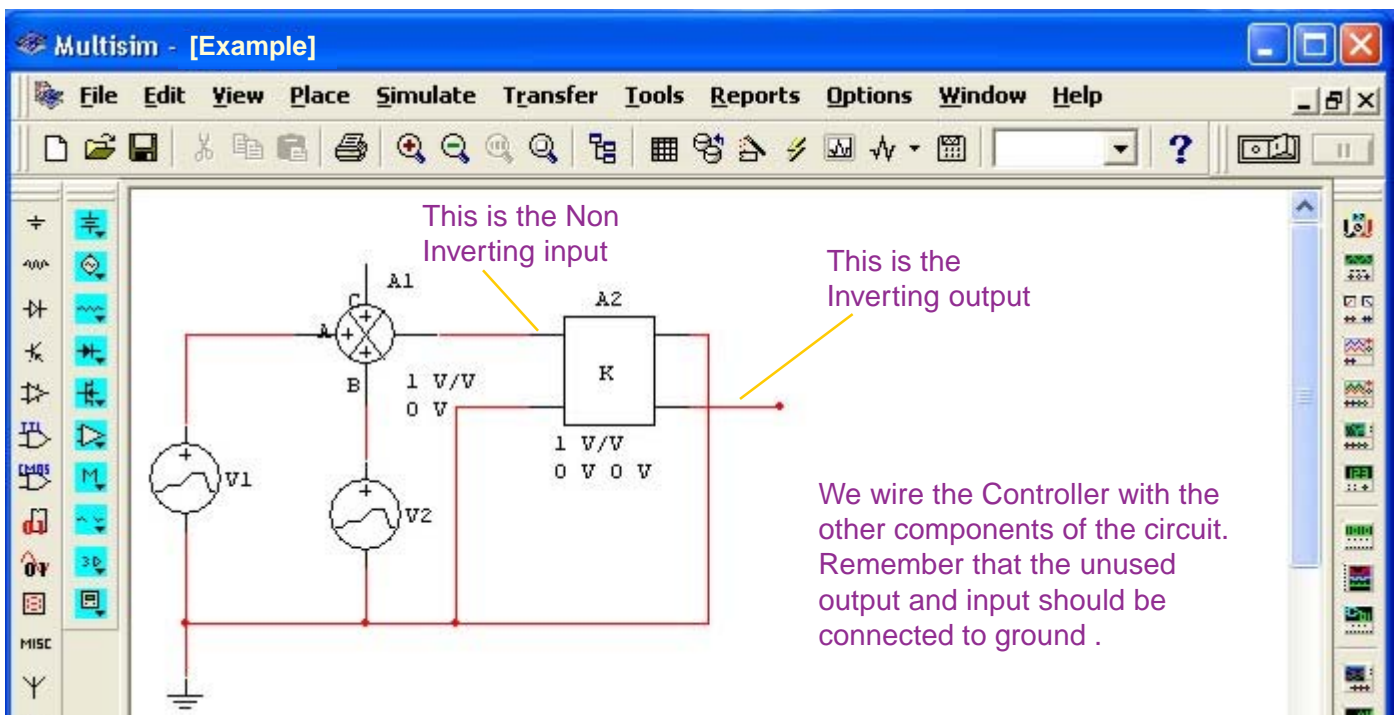 Multisim - [Example]
File Edit View Place Simulate Transfer Tools Reports Options Window Help
This is the Non
Inverting input
This is the
Inverting output
A1
C
A
B
1 V/V
0 V
A2
K
1 V/V
0 V 0 V
V1
V2
We wire the Controller with the
other components of the circuit.
Remember that the unused
output and input should be
connected to ground .
TTL
CMOS
MISC
M
3D